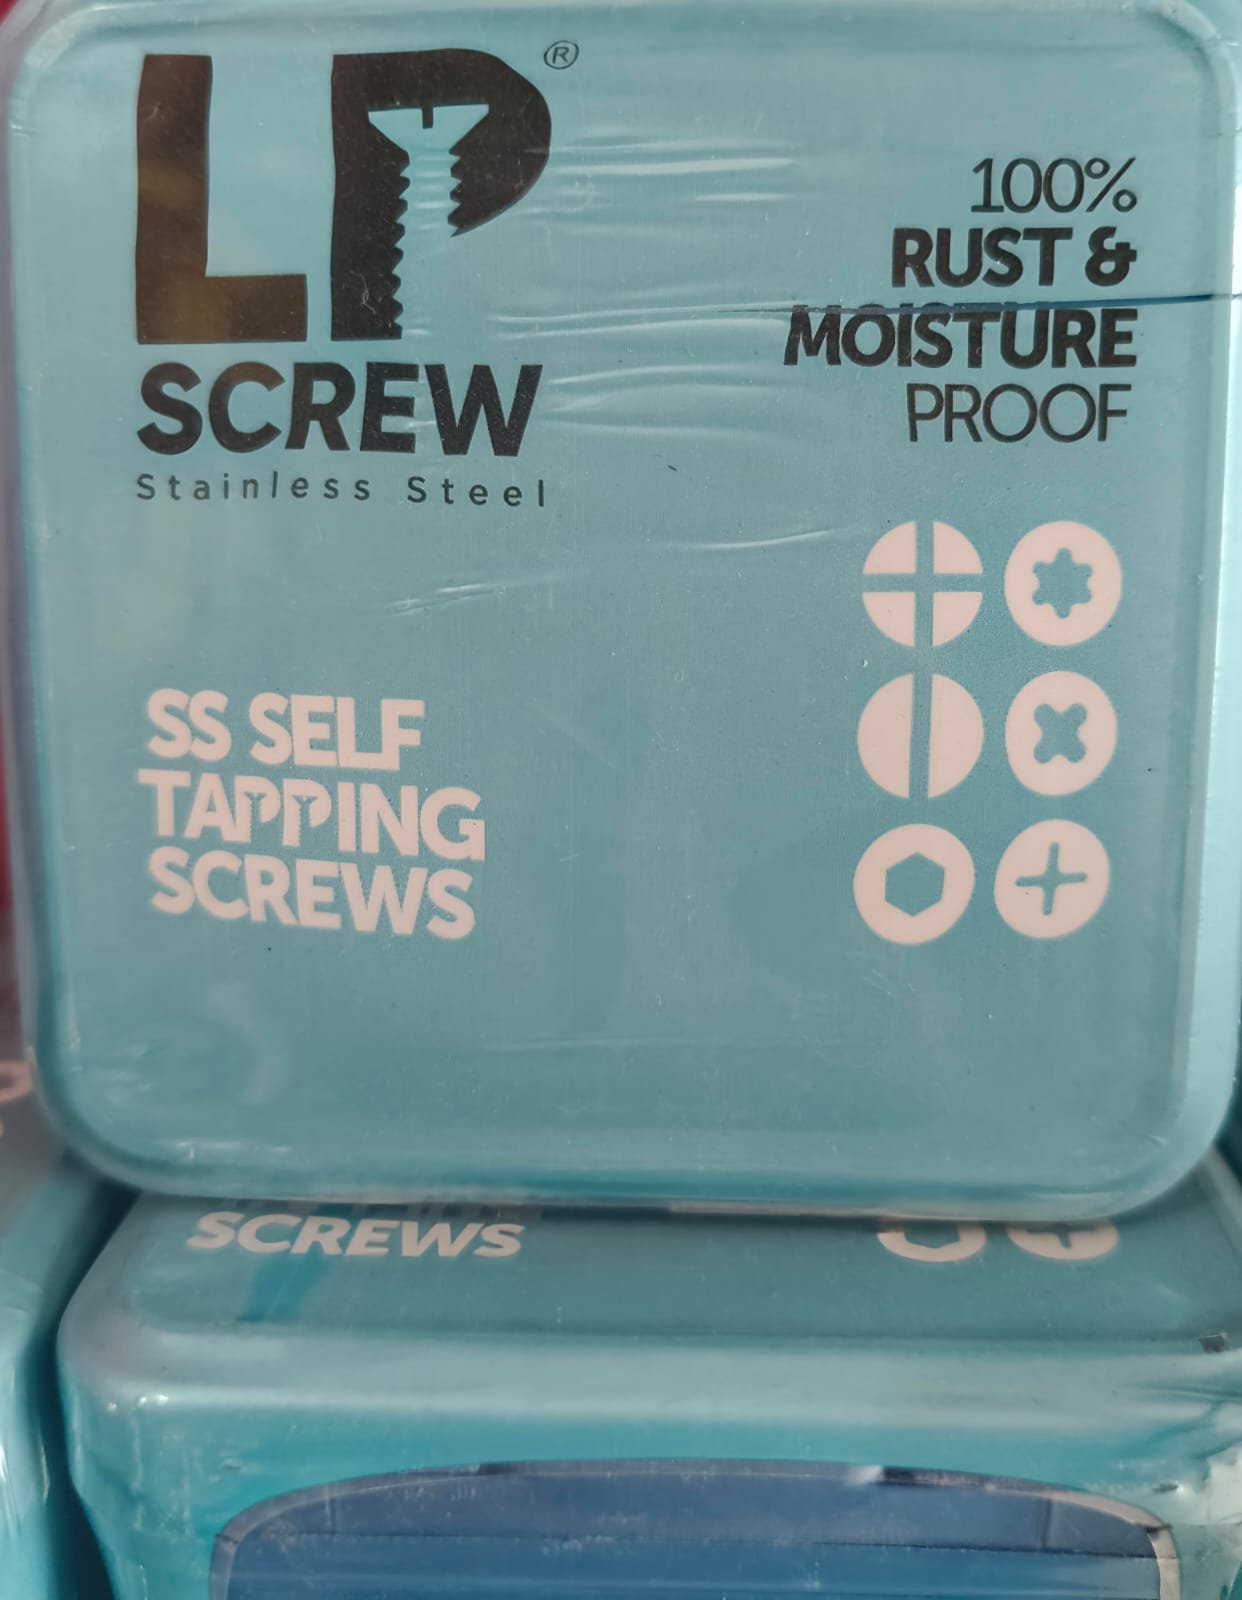 LP®
SCREW
Stainless Steel
100%
RUST &
MOISTURE
PROOF
SS SELF
TAPPING
SCREWS
SCREWS